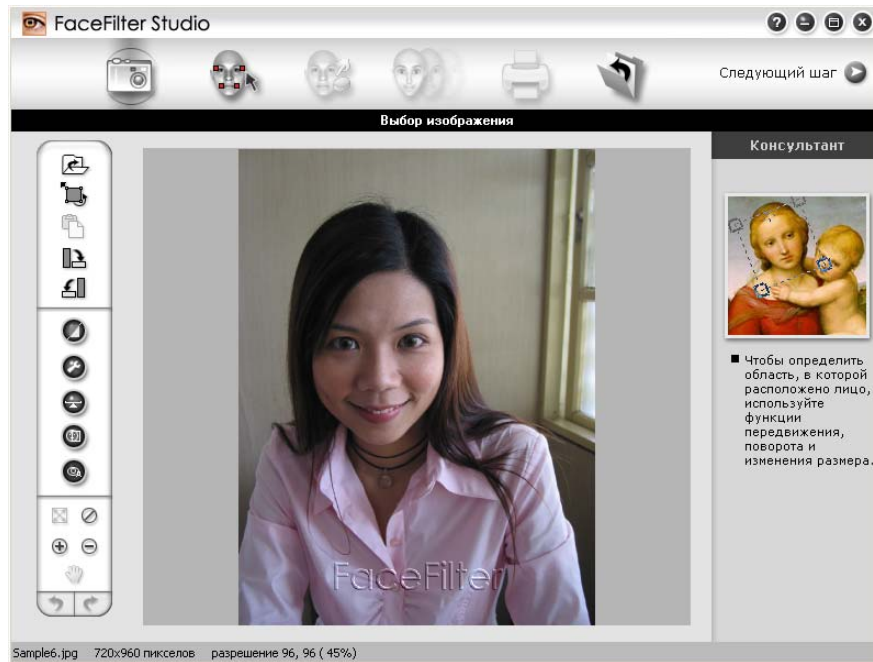 FaceFilter Studio
Следующий шаг
Выбор изображения
Консультант
Чтобы определить
область, в которой
расположено лицо,
используйте
функции
передвижения,
поворота и
изменения размера.
FaceFilter
Sample6.jpg 720x960 пикселов разрешение 96, 96 ( 45%)